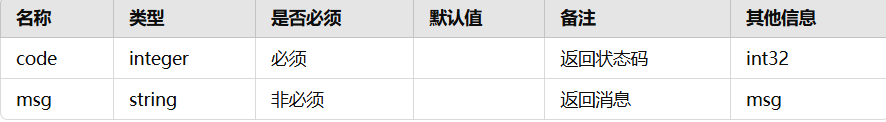 名称 类型 是否必须 默认值 备注 其他信息
code integer 必须 返回状态码 int32
msg string 非必须 返回消息 msg